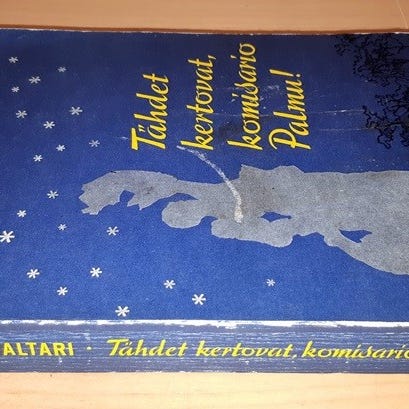 Tähdet
kertovat,
komisario
Palmu!
ALTARI · Tähdet kertovat, komisario